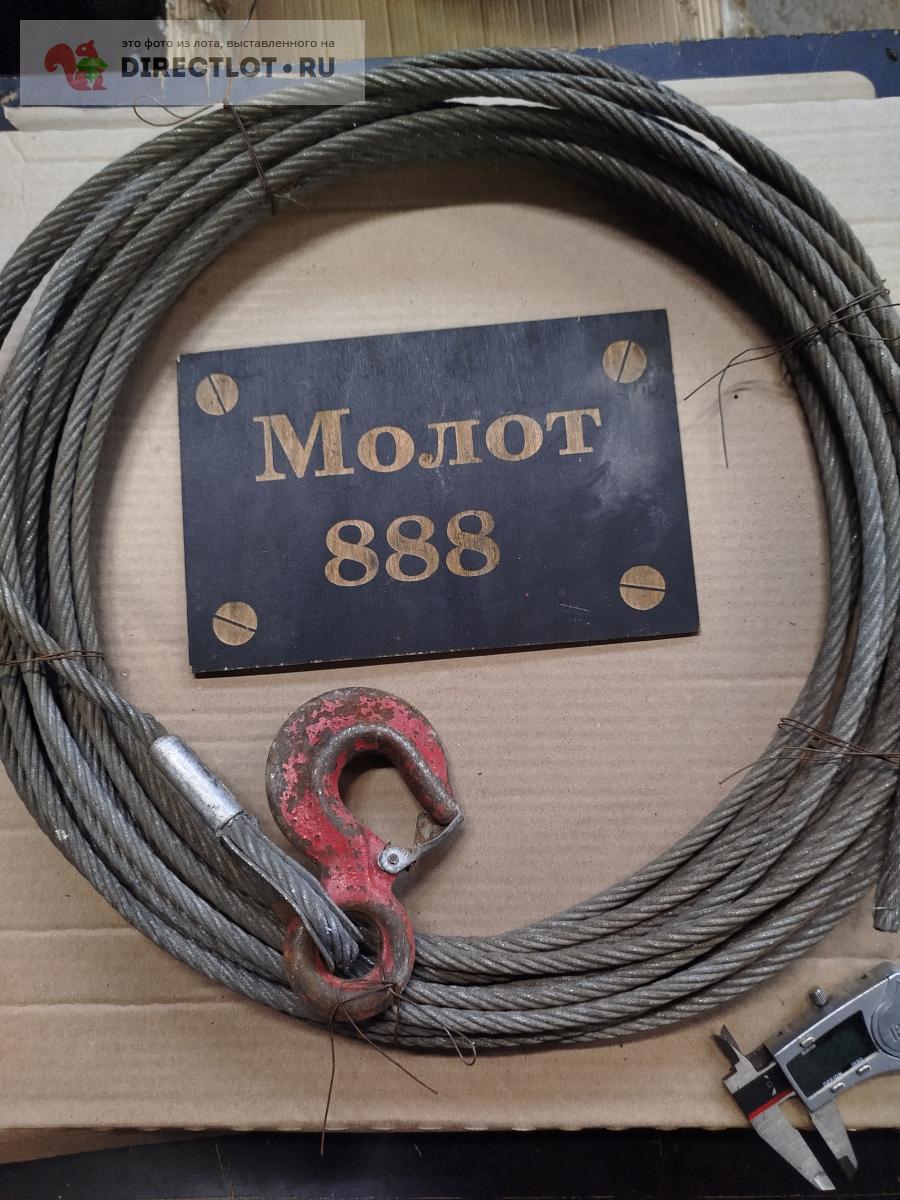 это фото из лота, выставленного на
DIRECTLOT•RU
Молот
888